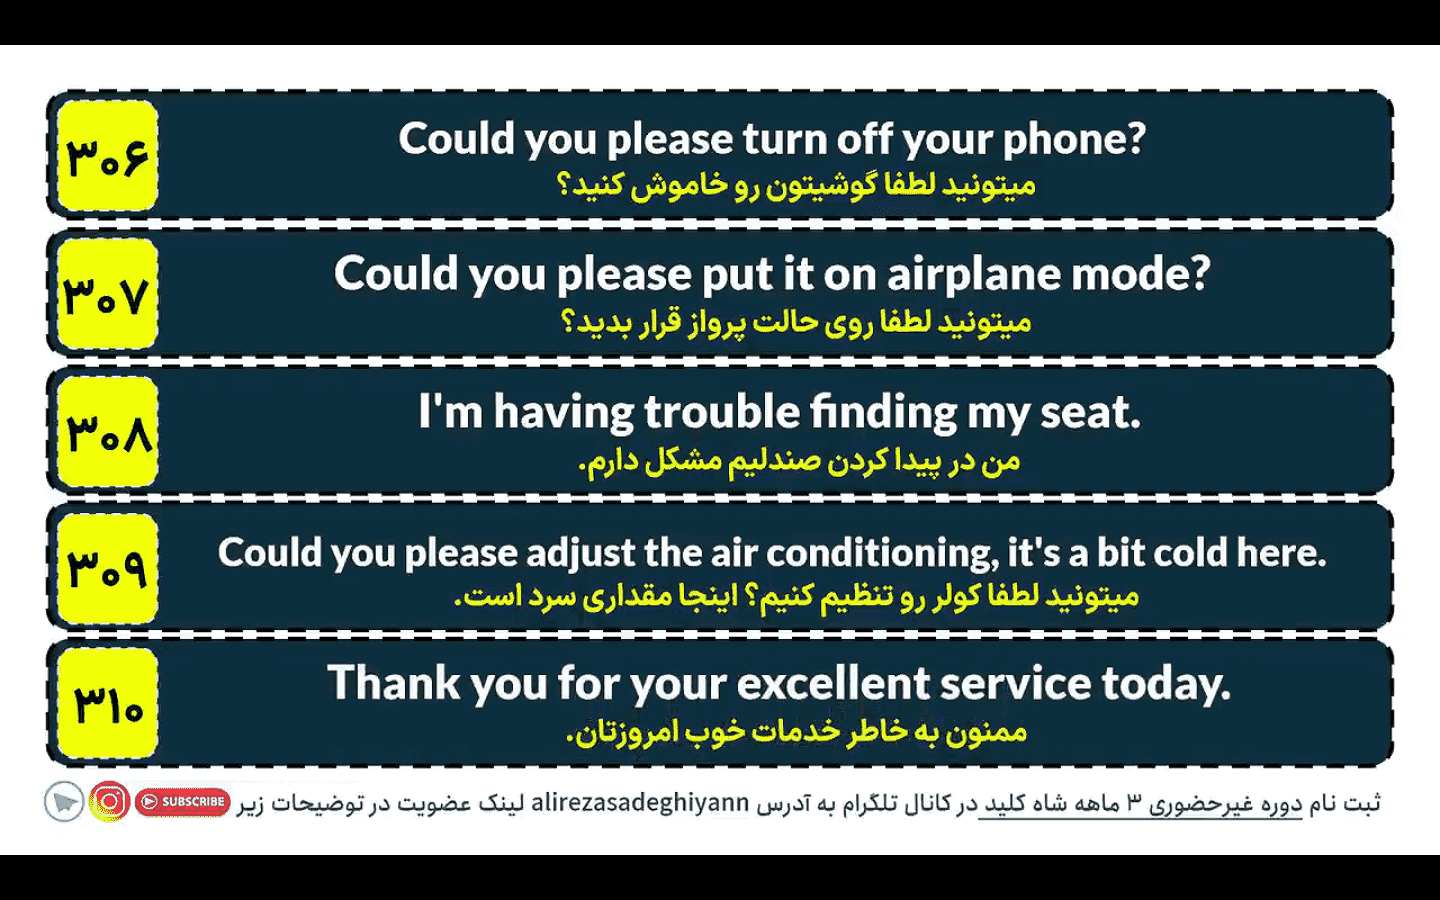 ۳۰۶
Could you please turn off your phone?
میتونید لطفا گوشیتون رو خاموش کنید؟
۳۰۷
Could you please put it on airplane mode?
میتونید لطفا روی حالت پرواز قرار بدید؟
۳۰۸
I'm having trouble finding my seat.
من در پیدا کردن صندلیم مشکل دارم.
۳۰۹
Could you please adjust the air conditioning, it's a bit cold here.
میتونید لطفا کولر رو تنظیم کنیم؟ اینجا مقداری سرد است.
۳۱۰
Thank you for your excellent service today.
ممنون به خاطر خدمات خوب امروزتان.
ثبت نام دوره غیرحضوری ۳ ماهه شاه کلید در کانال تلگرام به آدرس alirezasadeghiyann لینک عضویت در توضیحات زیر
SUBSCRIBE